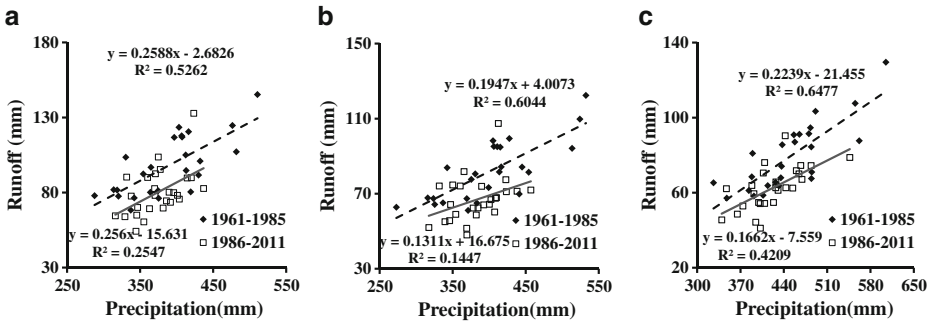 a
Runoff (mm)
180
130
80
30
y = 0.2588x - 2.6826
R² = 0.5262
1961-1985
y = 0.256x - 15.631
1986-2011
R² = 0.2547
250
350
450
550
Precipitation(mm)
b
Runoff (mm)
150
110
70
30
y = 0.1947x + 4.0073
R² = 0.6044
1961-1985
y = 0.1311x + 16.675
1986-2011
R² = 0.1447
250
350
450
550
Precipitation(mm)
c
Runoff (mm)
140
100
60
20
y = 0.2239x - 21.455
R² = 0.6477
1961-1985
y = 0.1662x - 7.559
1986-2011
R² = 0.4209
300
370
440
510
580
650
Precipitation(mm)